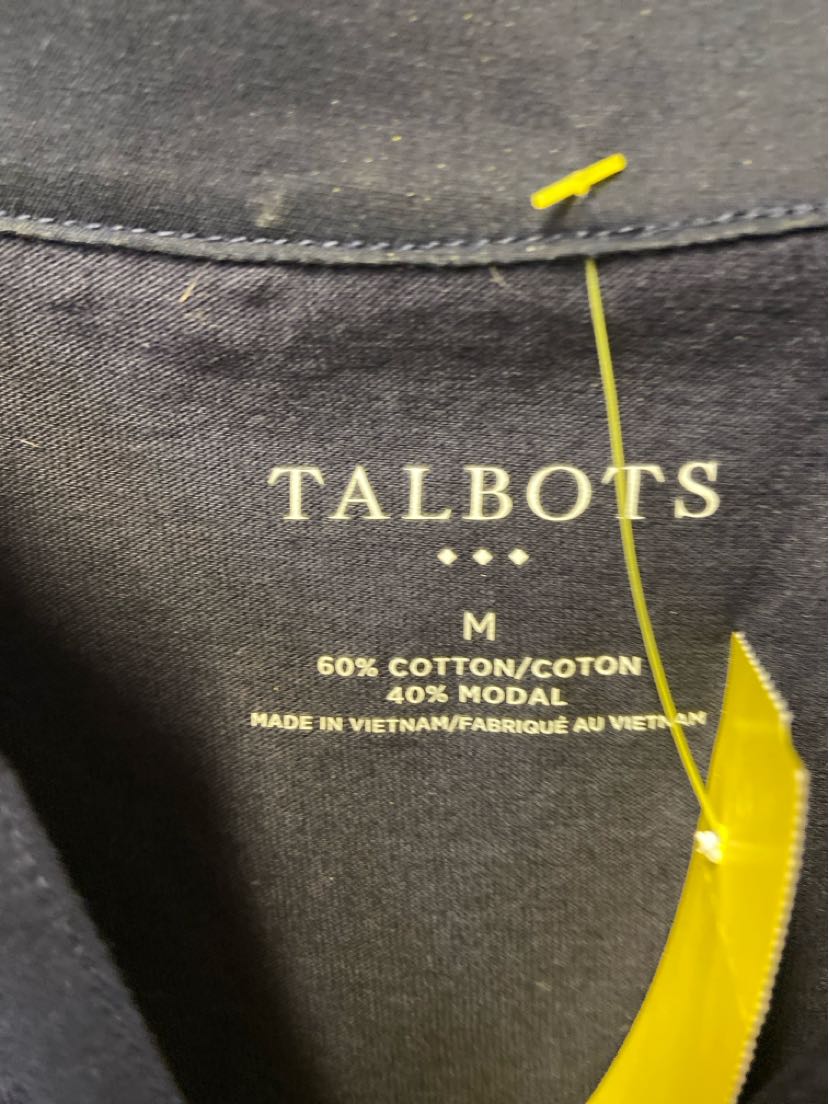 TALBOTS
M
60% COTTON/COTON
40% MODAL
MADE IN VIETNAM/FABRIQUÉ AU VIETNAM